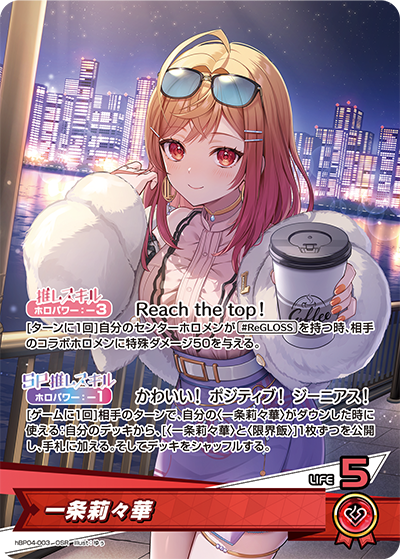 Coffee
推しスキル
ホロパワー：－3
Reach the top！
[ターンに1回]自分のセンターホロメンが #ReGLOSS を持つ時、相手
のコラボホロメンに特殊ダメージ50を与える。
SP推しスキル
ホロパワー：－1
かわいい！ ポジティブ！ ジーニアス！
[ゲームに1回]相手のターンで、自分の〈一条莉々華〉がダウンした時に
使える：自分のデッキから、[〈一条莉々華〉と〈限界飯〉]1枚ずつを公開
し、手札に加える。そしてデッキをシャッフルする。
LIFE 5
一条莉々華
hBP04-003 OSR illust.:ゆぅ